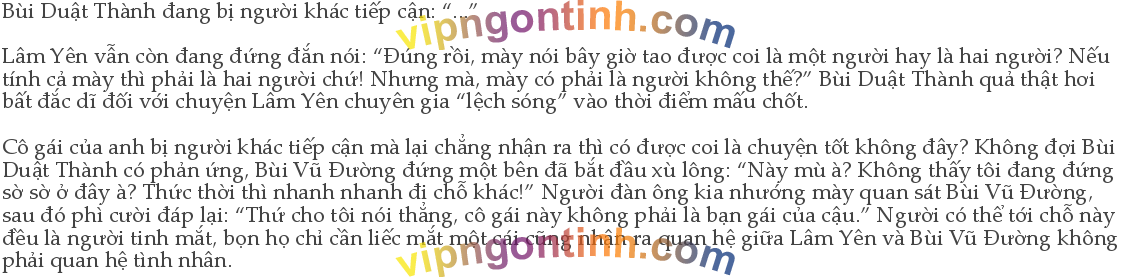 Bùi Duật Thành đang bị người khác tiếp cận: “...”
vipngontinh.com
Lâm Yên vẫn còn đang đứng đắn nói: “Đúng rồi, mày nói bây giờ tao được coi là một người hay là hai người? Nếu
tính cả mày thì phải là hai người chứ! Nhưng mà, mày có phải là người không thế?” Bùi Duật Thành quả thật hơi
bất đắc dĩ đối với chuyện Lâm Yên chuyên gia “lệch sóng” vào thời điểm mấu chốt.
Cô gái của anh bị người khác tiếp cận mà lại chẳng nhận ra thì có được coi là chuyện tốt không đây? Không đợi Bùi
Duật Thành có phản ứng, Bùi Vũ Đường đứng một bên đã bắt đầu xù lông: “Này mù à? Không thấy tôi đang đứng
sờ sờ ở đây à? Thức thời thì nhanh nhanh đi chỗ khác!” Người đàn ông kia nhướng mày quan sát Bùi Vũ Đường,
sau đó phì cười đáp lại: “Thứ cho tôi nói thẳng, cô gái này không phải là bạn gái của cậu.” Người có thể tới chỗ này
đều là người tinh mắt, bọn họ chỉ cần liếc mắt một cái cũng nhận ra quan hệ giữa Lâm Yên và Bùi Vũ Đường không
phải quan hệ tình nhân.
vipngontinh.com